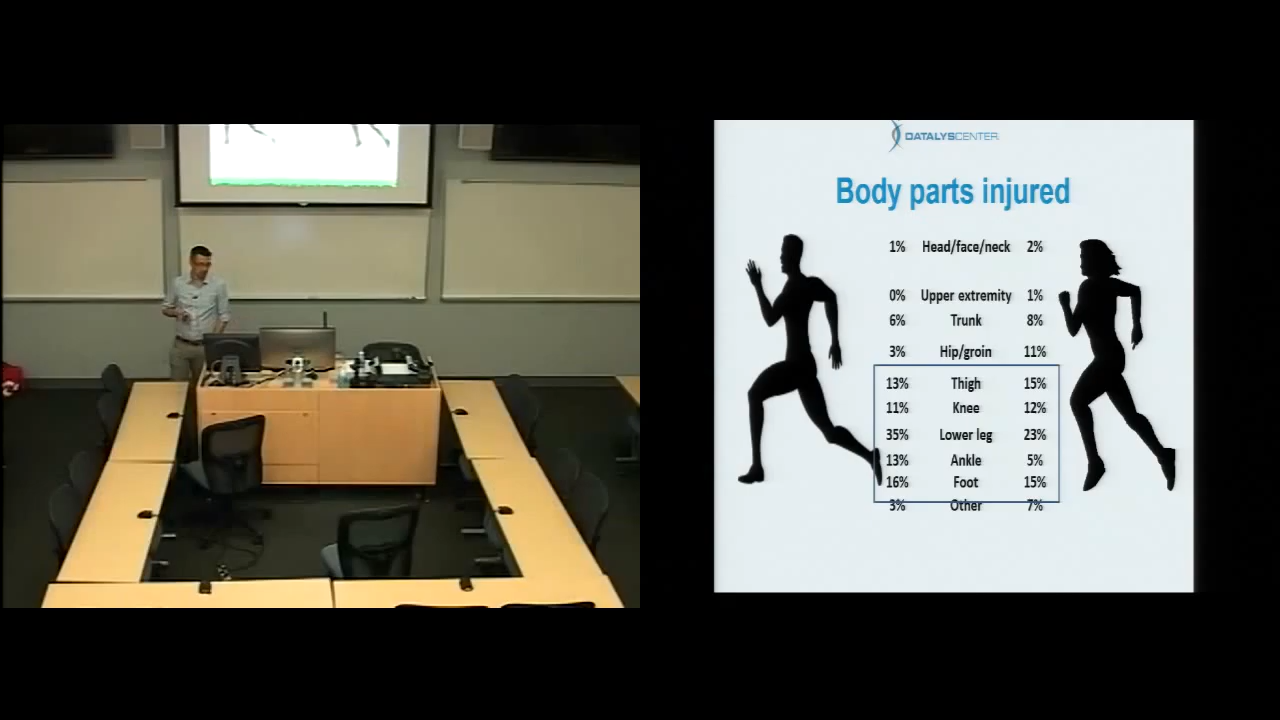 DATALYSCENTER
Body parts injured
1% Head/face/neck 2%
0% Upper extremity 1%
6% Trunk 8%
3% Hip/groin 11%
13% Thigh 15%
11% Knee 12%
35% Lower leg 23%
13% Ankle 5%
16% Foot 15%
3% Other 7%